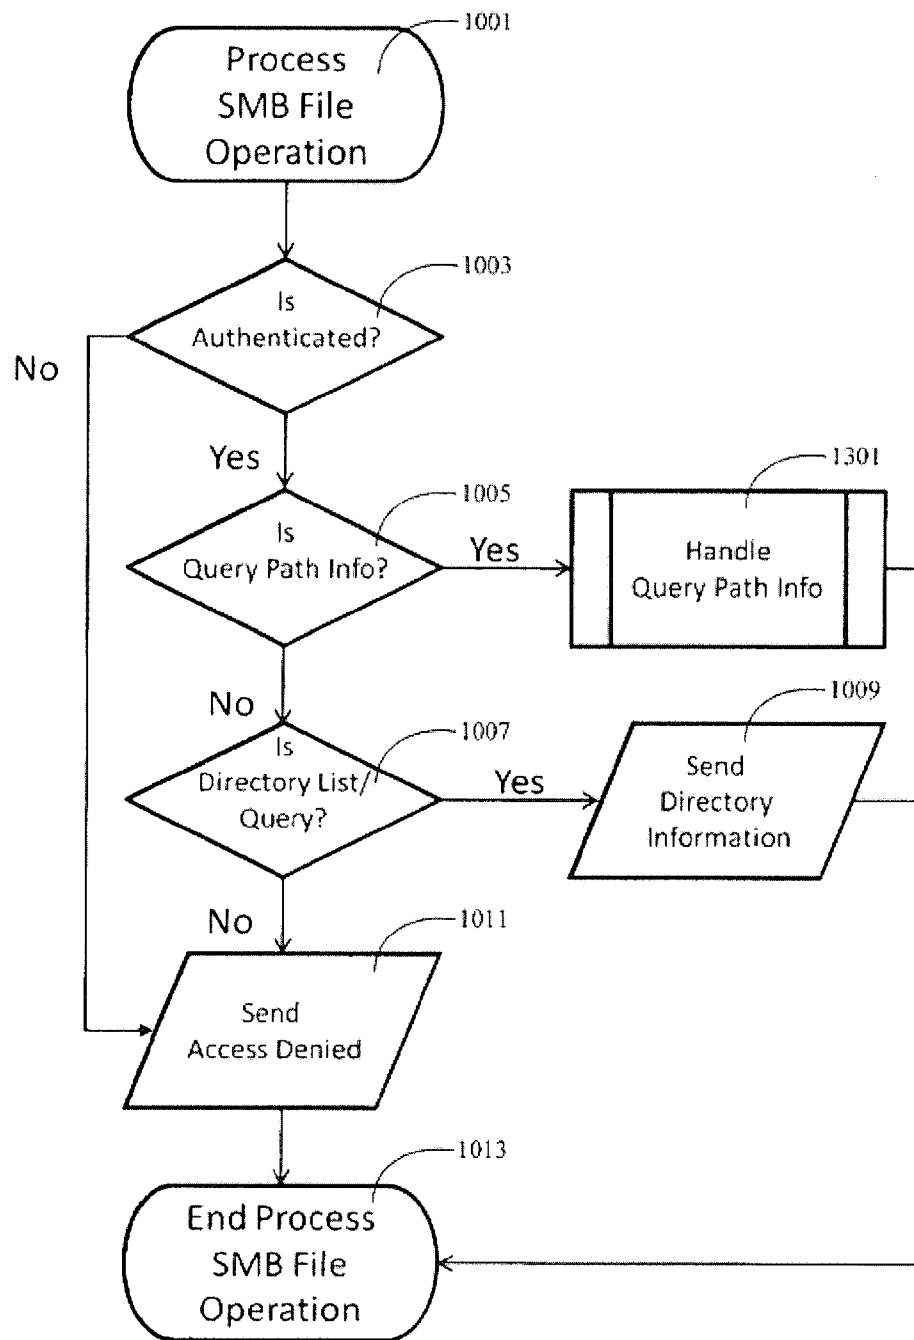 1001
Process
SMB File
Operation
1003
Is
Authenticated?
No
Yes
1005
Is
Query Path Info?
Yes
1301
Handle
Query Path Info
No
1007
Is
Directory List/
Query?
Yes
1009
Send
Directory
Information
No
1011
Send
Access Denied
1013
End Process
SMB File
Operation